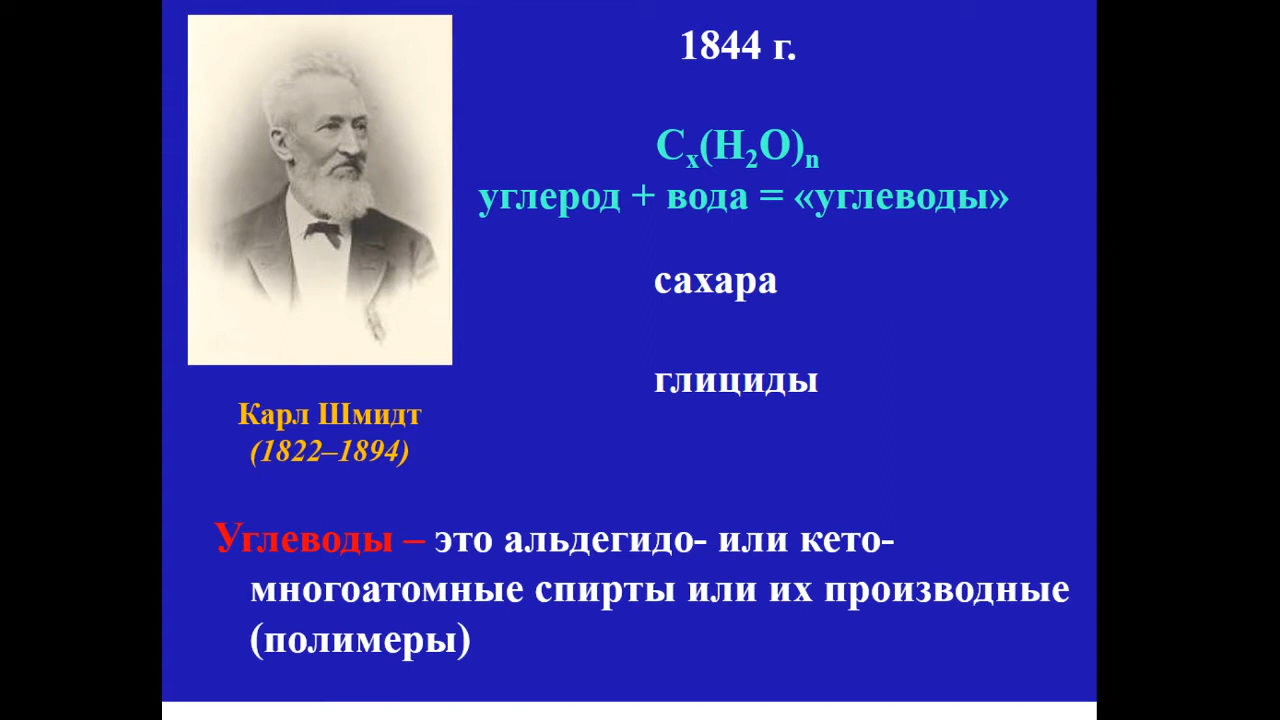 1844 г.
Cₓ(H₂O)ₙ
углерод + вода = «углеводы»
сахара
глициды
Карл Шмидт
(1822–1894)
Углеводы – это альдегидо- или кето-
многоатомные спирты или их производные
(полимеры)